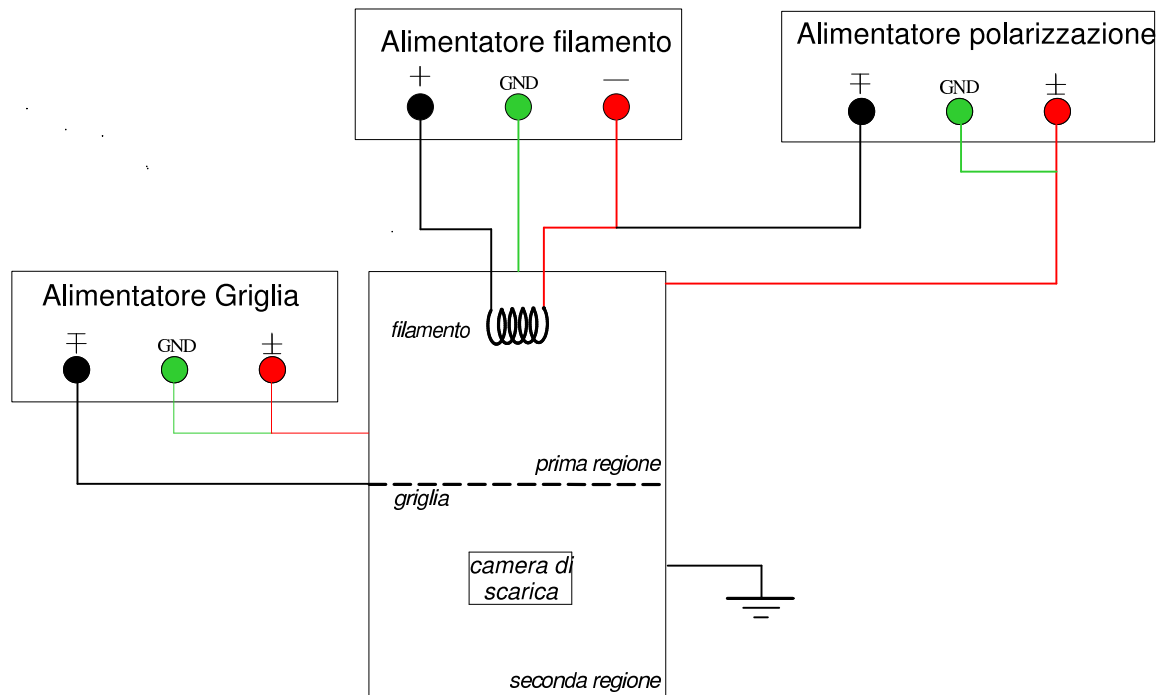 Alimentatore filamento
+ GND −
Alimentatore polarizzazione
∓ GND ±
Alimentatore Griglia
∓ GND ±
filamento
prima regione
griglia
camera di
scarica
seconda regione